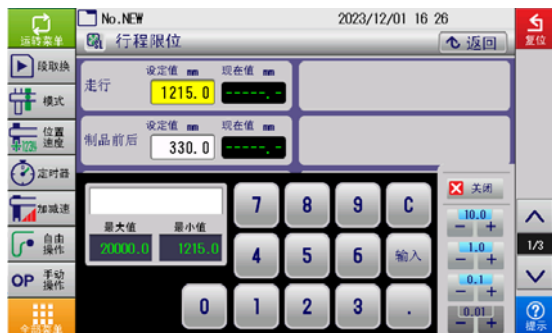 No.NEW 2023/12/01 16 26
运转菜单
行程限位
返回
复位
段取换
模式
位置
速度
定时器
加减速
自由
操作
OP 手动
操作
全部菜单
设定值 mm 现在值 mm
走行 1215.0 -----.-
设定值 mm 现在值 mm
制品前后 330.0 -----.-
最大值 最小值
20000.0 1215.0
7 8 9 C
4 5 6 输入
0 1 2 3 .
关闭
10.0
- +
1.0
- +
0.1
- +
0.01
- +
1/3
?
提示